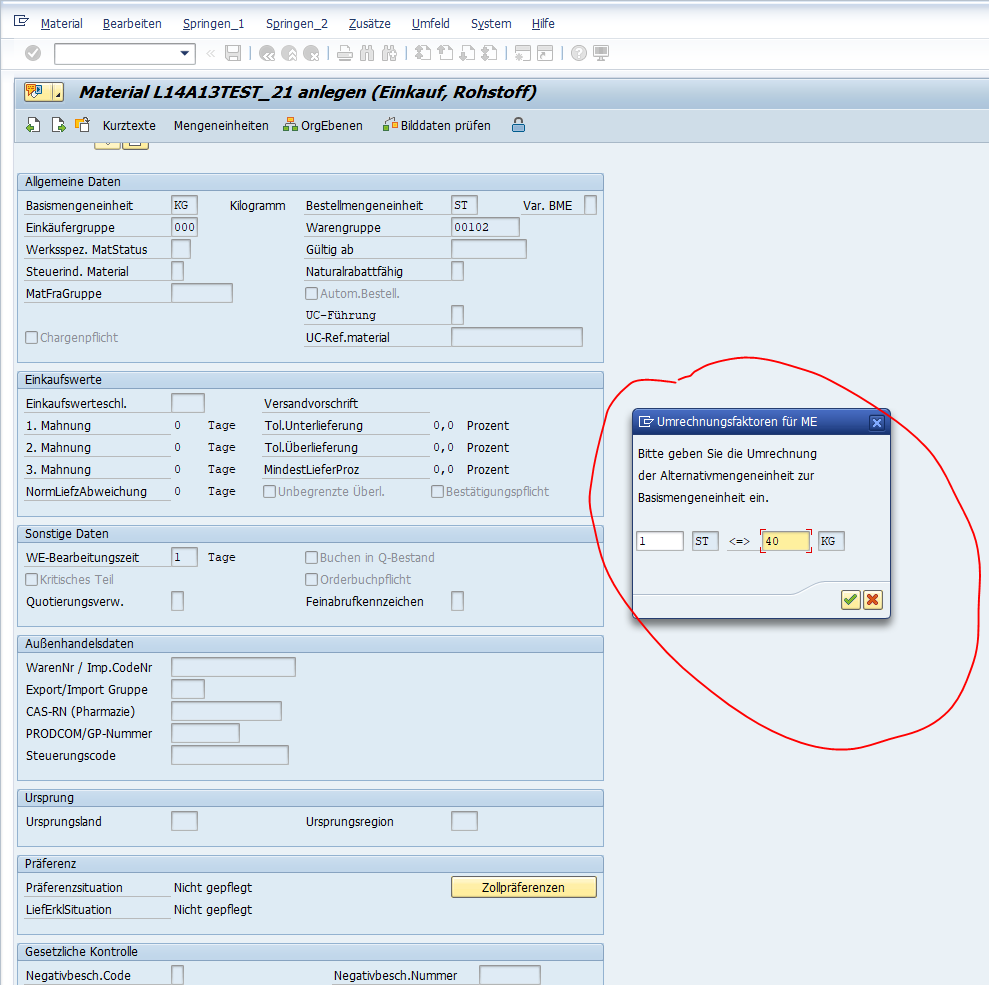 Material Bearbeiten Springen_1 Springen_2 Zusätze Umfeld System Hilfe
Material L14A13TEST_21 anlegen (Einkauf, Rohstoff)
Kurztexte Mengeneinheiten OrgEbenen Bilddaten prüfen
Allgemeine Daten
Basismengeneinheit KG Kilogramm Bestellmengeneinheit ST Var. BME
Einkäufergruppe 000 Warengruppe 00102
Werksspez. MatStatus Gültig ab
Steuerind. Material Naturalrabattfähig
MatFraGruppe Autom.Bestell.
UC-Führung
Chargenpflicht UC-Ref.material
Einkaufswerte
Einkaufswerteschl. Versandvorschrift
1. Mahnung 0 Tage Tol.Unterlieferung 0,0 Prozent
2. Mahnung 0 Tage Tol.Überlieferung 0,0 Prozent
3. Mahnung 0 Tage MindestLieferProz 0,0 Prozent
NormLiefzAbweichung 0 Tage Unbegrenzte Überl. Bestätigungspflicht
Sonstige Daten
WE-Bearbeitungszeit 1 Tage Buchen in Q-Bestand
Kritisches Teil Orderbuchpflicht
Quotierungsverw. Feinabrufkennzeichen
Außenhandelsdaten
WarenNr / Imp.CodeNr
Export/Import Gruppe
CAS-RN (Pharmazie)
PRODCOM/GP-Nummer
Steuerungscode
Ursprung
Ursprungsland Ursprungsregion
Präferenz
Präferenzsituation Nicht gepflegt Zollpräferenzen
LiefErklSituation Nicht gepflegt
Gesetzliche Kontrolle
Negativbesch.Code Negativbesch.Nummer
Umrechnungsfaktoren für ME
Bitte geben Sie die Umrechnung
der Alternativmengeneinheit zur
Basismengeneinheit ein.
1 ST <=> 40 KG